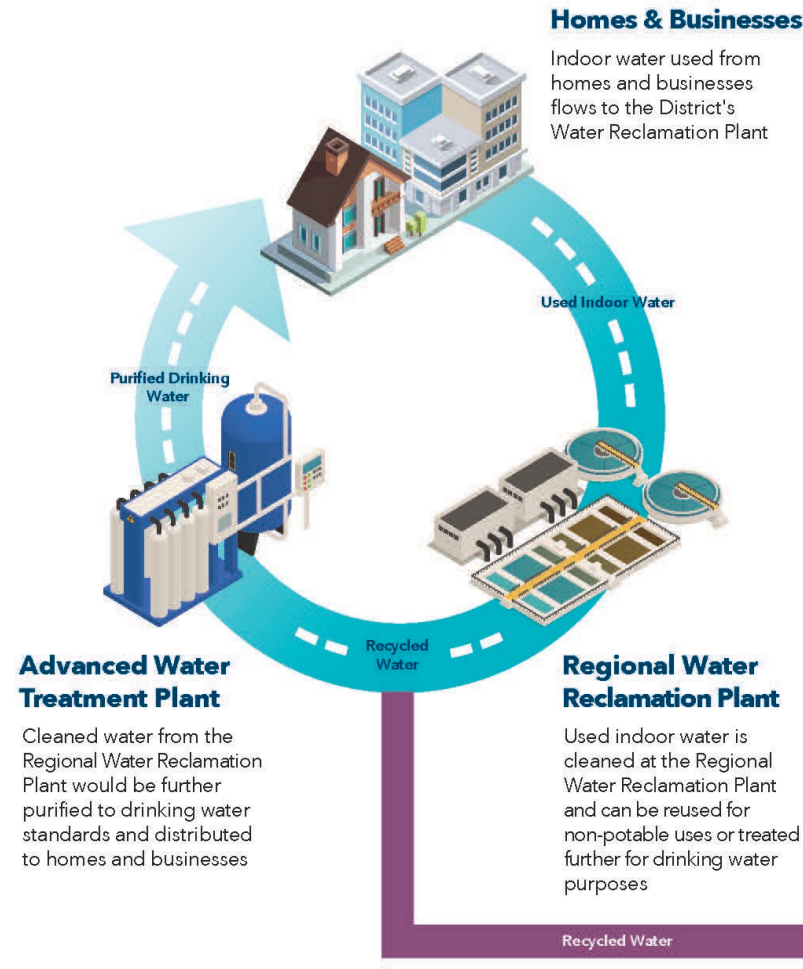 Homes & Businesses
Indoor water used from
homes and businesses
flows to the District's
Water Reclamation Plant
Used Indoor Water
Purified Drinking
Water
Recycled
Water
Advanced Water
Treatment Plant
Cleaned water from the
Regional Water Reclamation
Plant would be further
purified to drinking water
standards and distributed
to homes and businesses
Regional Water
Reclamation Plant
Used indoor water is
cleaned at the Regional
Water Reclamation Plant
and can be reused for
non-potable uses or treated
further for drinking water
purposes
Recycled Water